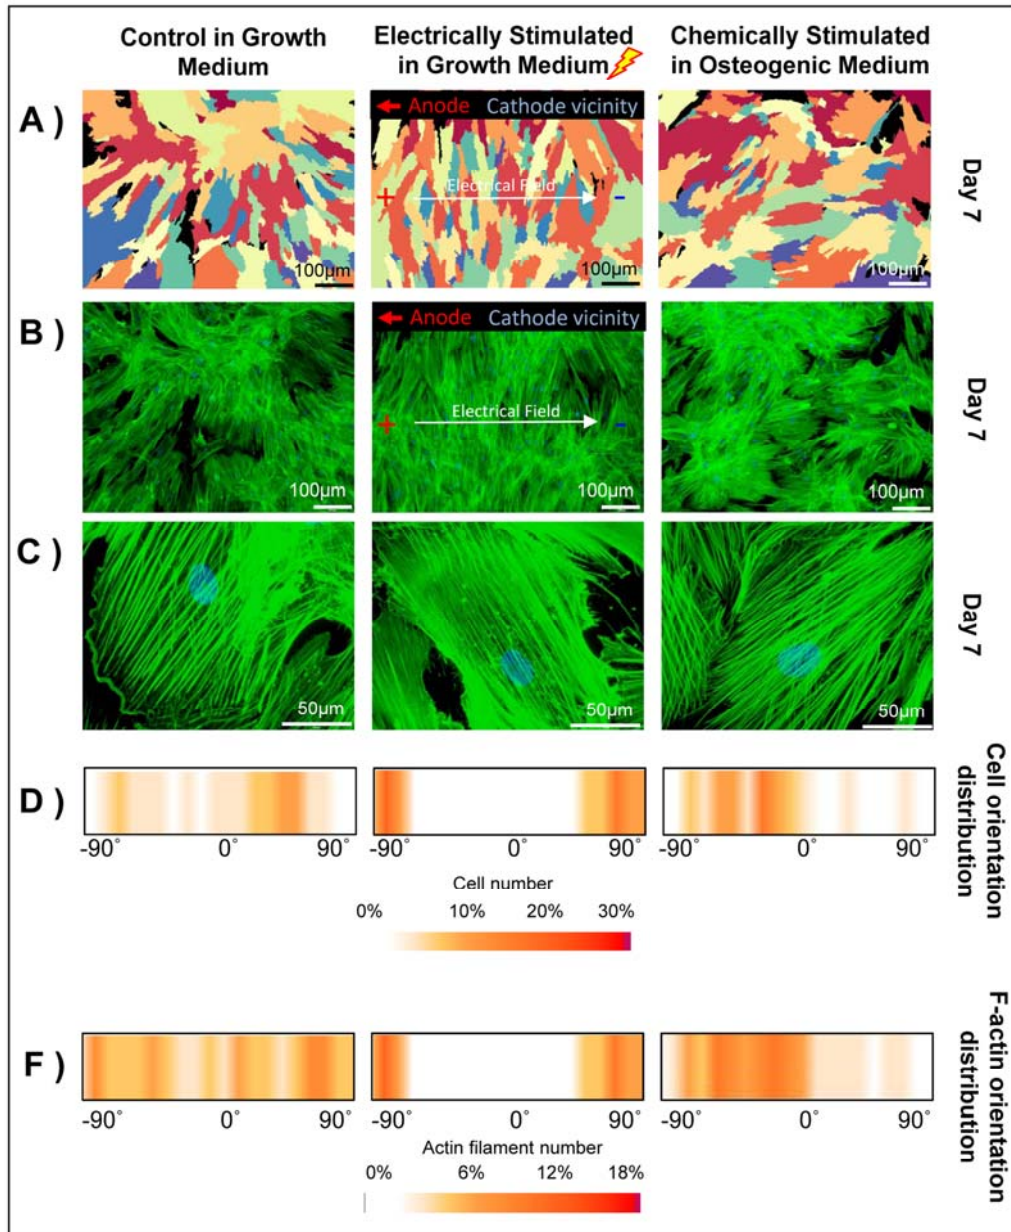 Control in Growth
Medium
Electrically Stimulated
in Growth Medium
Chemically Stimulated
in Osteogenic Medium
A )
Anode Cathode vicinity
Electrical Field
+ -
100µm
100µm
100µm
Day 7
B )
Anode Cathode vicinity
Electrical Field
+ -
100µm
100µm
100µm
Day 7
C )
50µm
50µm
50µm
Day 7
D )
-90˚ 0˚ 90˚
-90˚ 0˚ 90˚
-90˚ 0˚ 90˚
Cell orientation
distribution
Cell number
0% 10% 20% 30%
F )
-90˚ 0˚ 90˚
-90˚ 0˚ 90˚
-90˚ 0˚ 90˚
F-actin orientation
distribution
Actin filament number
0% 6% 12% 18%